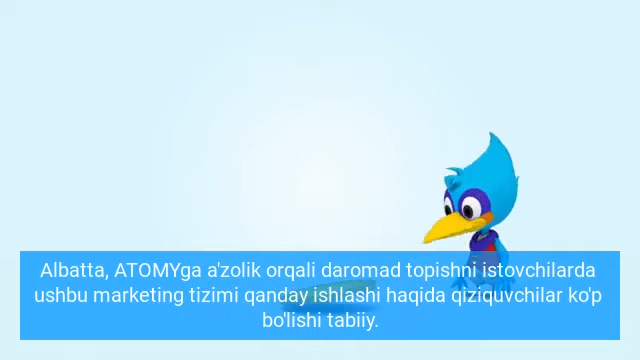 Albatta, ATOMYga a'zolik orqali daromad topishni istovchilarda
ushbu marketing tizimi qanday ishlashi haqida qiziquvchilar ko'p
bo'lishi tabiiy.